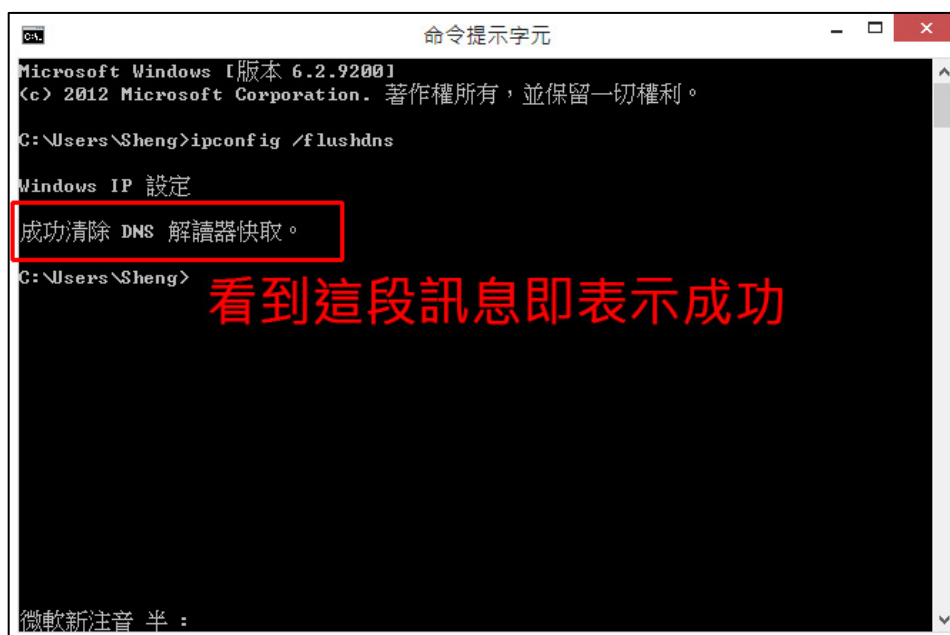 命令提示字元
Microsoft Windows [版本 6.2.9200]
(c) 2012 Microsoft Corporation. 著作權所有，並保留一切權利。
C:\Users\Sheng>ipconfig /flushdns
Windows IP 設定
成功清除 DNS 解讀器快取。
C:\Users\Sheng>
看到這段訊息即表示成功
微軟新注音 半 :